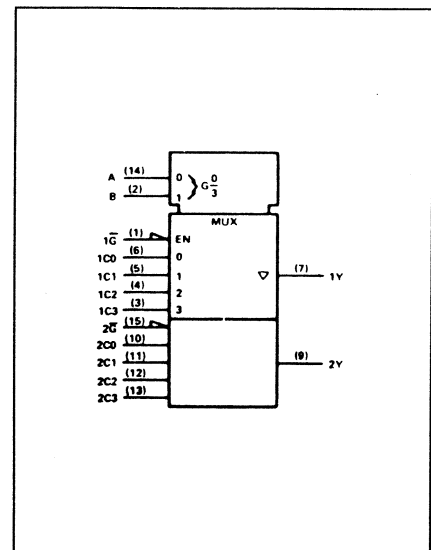 A (14) 0 } G 0/3
B (2) 1
MUX
1G̅ (1) EN
1C0 (6) 0
1C1 (5) 1 ▽ (7) 1Y
1C2 (4) 2
1C3 (3) 3
2G̅ (15)
2C0 (10)
2C1 (11) (9) 2Y
2C2 (12)
2C3 (13)